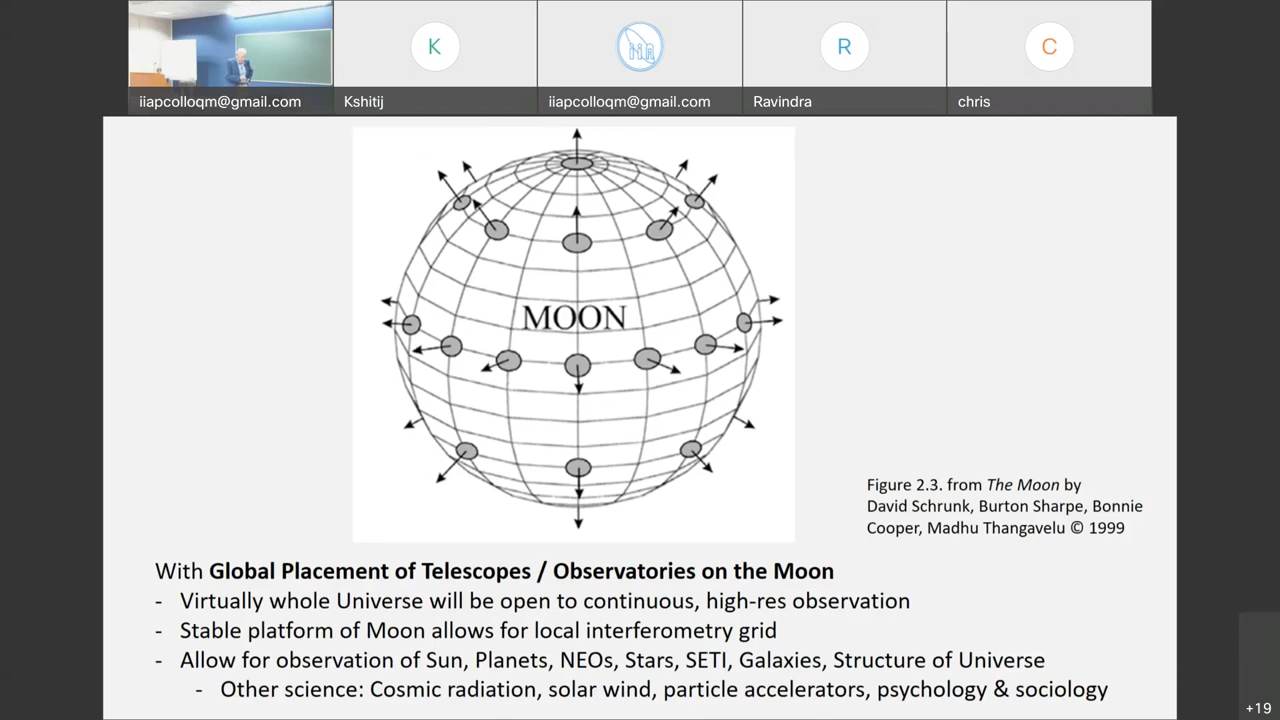 K
iiA
R
C
iiapcolloqm@gmail.com
Kshitij
iiapcolloqm@gmail.com
Ravindra
chris
MOON
Figure 2.3. from The Moon by
David Schrunk, Burton Sharpe, Bonnie
Cooper, Madhu Thangavelu © 1999
With Global Placement of Telescopes / Observatories on the Moon
- Virtually whole Universe will be open to continuous, high-res observation
- Stable platform of Moon allows for local interferometry grid
- Allow for observation of Sun, Planets, NEOs, Stars, SETI, Galaxies, Structure of Universe
- Other science: Cosmic radiation, solar wind, particle accelerators, psychology & sociology
+19